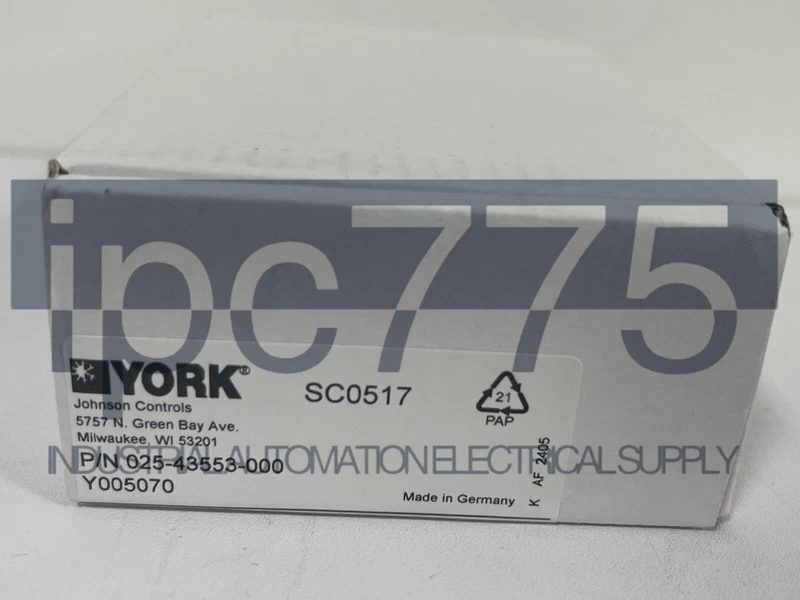 ipc775
YORK®
Johnson Controls
5757 N. Green Bay Ave.
Milwaukee, WI 53201
P/N 025-43553-000
Y005070
SC0517
21
PAP
Made in Germany
K AF 2405
INDUSTRIAL AUTOMATION ELECTRICAL SUPPLY